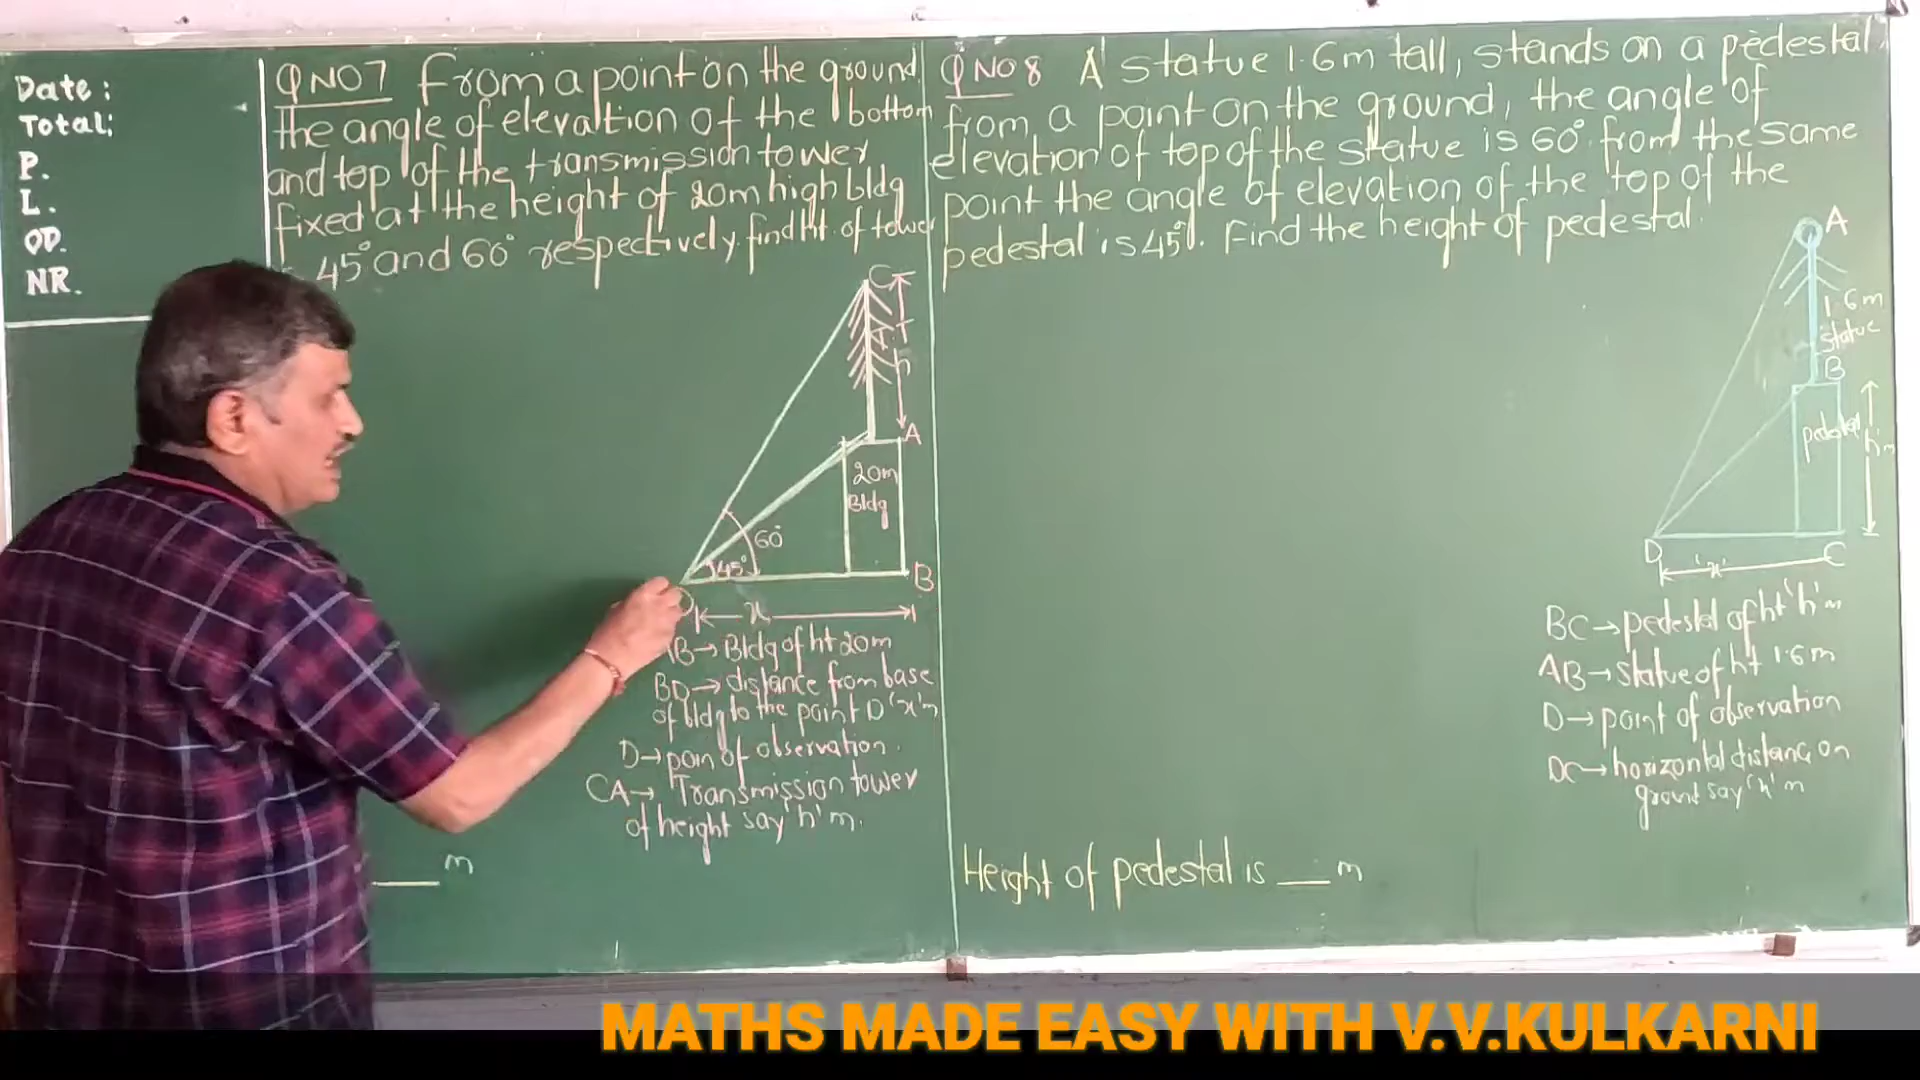 Date:
Total:
P.
L.
OD.
NR.
Q NO 7 From a point on the ground
the angle of elevaltion of the bottom
and top of the transmission tower
fixed at the height of 20m high bldg
45° and 60° respectively. find ht. of tower
C
T.T
h
A
20m
Bldg
60°
45°
B
D
x
AB → Bldg of ht 20m
BD → distance from base
of bldg to the point D 'x' m
D → poin of observation.
CA → Transmission tower
of height say 'h' m.
m
Q NO 8 A statue 1.6m tall, stands on a pedestal,
from a point on the ground, the angle of
elevation of top of the statue is 60°. from the same
point the angle of elevation of the top of the
pedestal is 45°. Find the height of pedestal.
A
1.6m
statue
B
pedestal
'h' m
D
C
'x'
BC → pedestal of ht 'h' m
AB → statue of ht 1.6m
D → point of observation
DC → horizontal distanc on
ground say 'x' m
Height of pedestal is ___ m
MATHS MADE EASY WITH V.V.KULKARNI